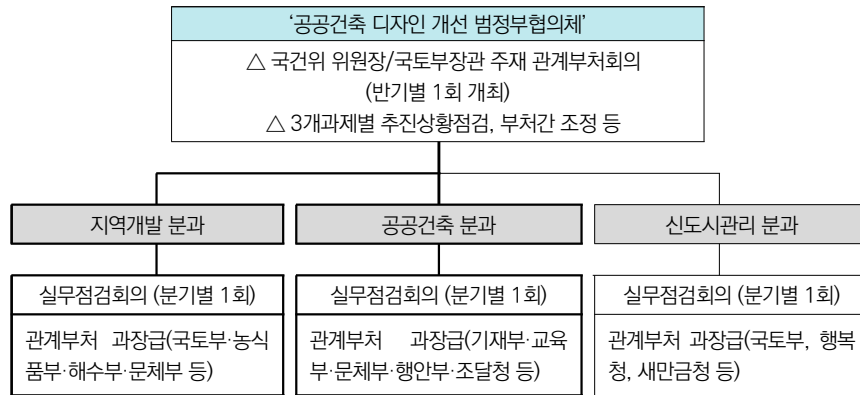 ‘공공건축 디자인 개선 범정부협의체’
△ 국건위 위원장/국토부장관 주재 관계부처회의
(반기별 1회 개최)
△ 3개과제별 추진상황점검, 부처간 조정 등
지역개발 분과
공공건축 분과
신도시관리 분과
실무점검회의 (분기별 1회)
관계부처 과장급(국토부·농식
품부·해수부·문체부 등)
실무점검회의 (분기별 1회)
관계부처 과장급(기재부·교육
부·문체부·행안부·조달청 등)
실무점검회의 (분기별 1회)
관계부처 과장급(국토부, 행복
청, 새만금청 등)